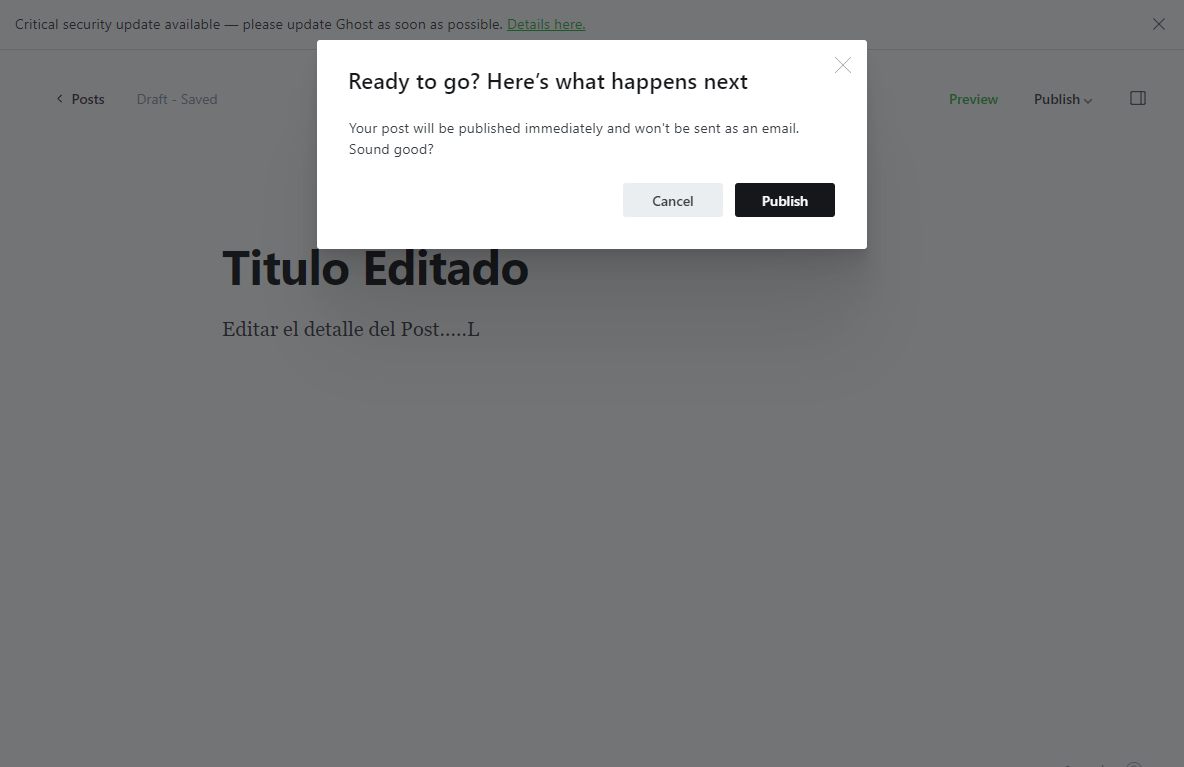 Critical security update available — please update Ghost as soon as possible. Details here.
Ready to go? Here’s what happens next
Posts
Draft - Saved
Preview
Publish
Your post will be published immediately and won't be sent as an email.
Sound good?
Cancel
Publish
Titulo Editado
Editar el detalle del Post.....L